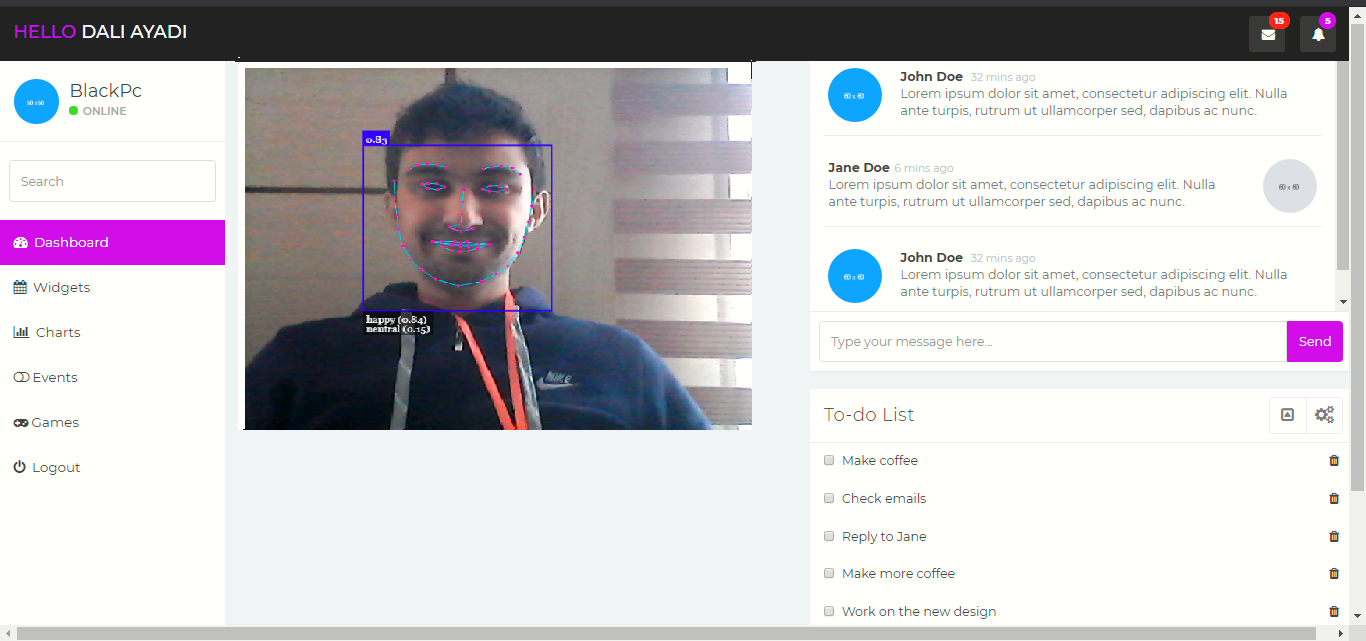 HELLO DALI AYADI
15
5
50 x 50
BlackPc
ONLINE
Search
Dashboard
Widgets
Charts
Events
Games
Logout
happy (0.84)
neutral (0.15)
NIKE
60 x 60
John Doe 32 mins ago
Lorem ipsum dolor sit amet, consectetur adipiscing elit. Nulla
ante turpis, rutrum ut ullamcorper sed, dapibus ac nunc.
Jane Doe 6 mins ago
Lorem ipsum dolor sit amet, consectetur adipiscing elit. Nulla
ante turpis, rutrum ut ullamcorper sed, dapibus ac nunc.
60 x 60
60 x 60
John Doe 32 mins ago
Lorem ipsum dolor sit amet, consectetur adipiscing elit. Nulla
ante turpis, rutrum ut ullamcorper sed, dapibus ac nunc.
Type your message here...
Send
To-do List
Make coffee
Check emails
Reply to Jane
Make more coffee
Work on the new design